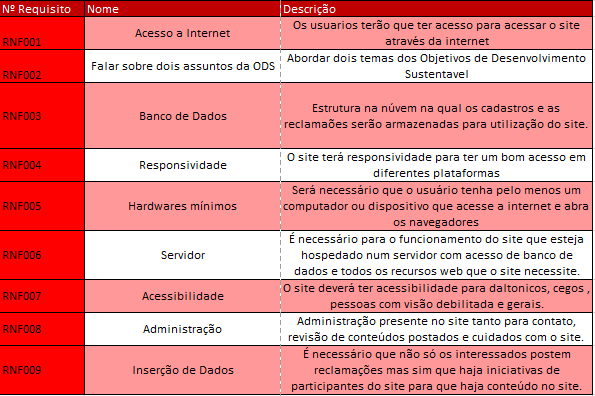 Nº Requisito Nome Descrição
RNF001 Acesso a Internet Os usuarios terão que ter acesso para acessar o site
através da internet
RNF002 Falar sobre dois assuntos da ODS Abordar dois temas dos Objetivos de Desenvolvimento
Sustentavel
RNF003 Banco de Dados Estrutura na núvem na qual os cadastros e as
reclamaões serão armazenadas para utilização do site.
RNF004 Responsividade O site terá responsividade para ter um bom acesso em
diferentes plataformas
RNF005 Hardwares mínimos Será necessário que o usuário tenha pelo menos um
computador ou dispositivo que acesse a internet e abra
os navegadores
RNF006 Servidor É necessário para o funcionamento do site que esteja
hospedado num servidor com acesso de banco de
dados e todos os recursos web que o site necessite.
RNF007 Acessibilidade O site deverá ter acessibilidade para daltonicos, cegos ,
pessoas com visão debilitada e gerais.
RNF008 Administração Administração presente no site tanto para contato,
revisão de conteúdos postados e cuidados com o site.
RNF009 Inserção de Dados É necessário que não só os interessados postem
reclamações mas sim que haja iniciativas de
participantes do site para que haja conteúdo no site.